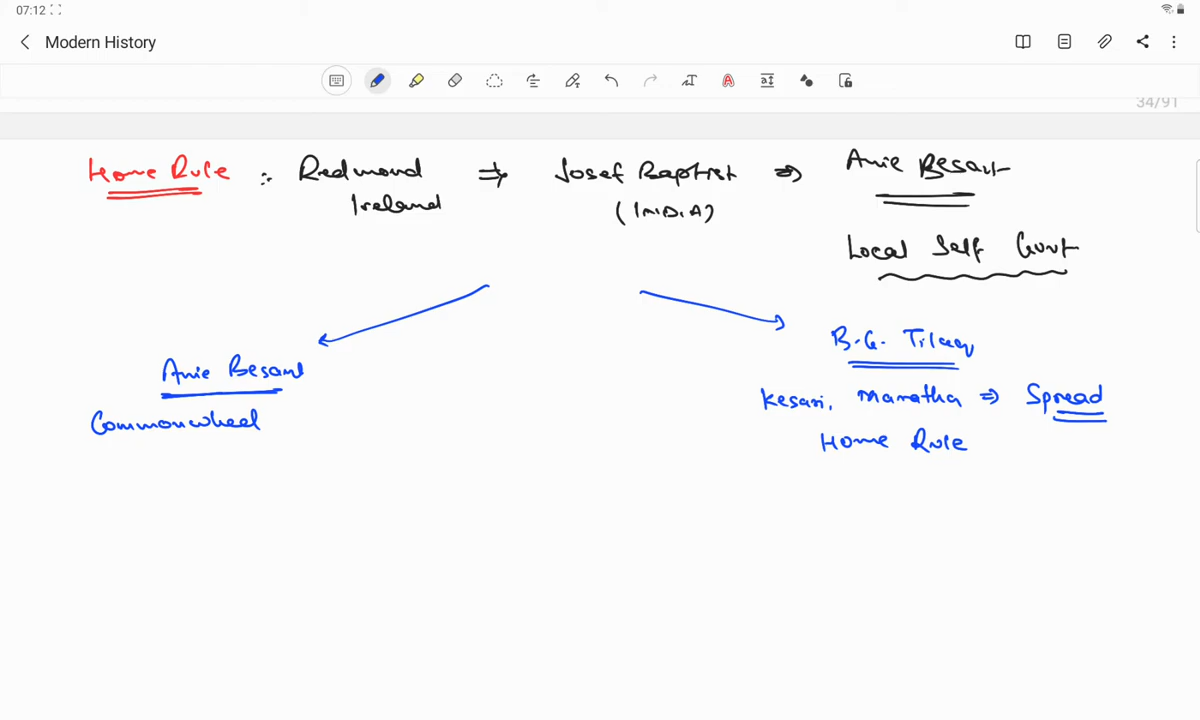 07:12
Modern History
34/91
Home Rule : Redmond ⇒ Josef Baptist ⇒ Anie Besant
Ireland (INDIA)
Local Self Govt
Anie Besant
Commonwheel
B.G. Tilaq
Kesari, Maratha ⇒ Spread
Home Rule